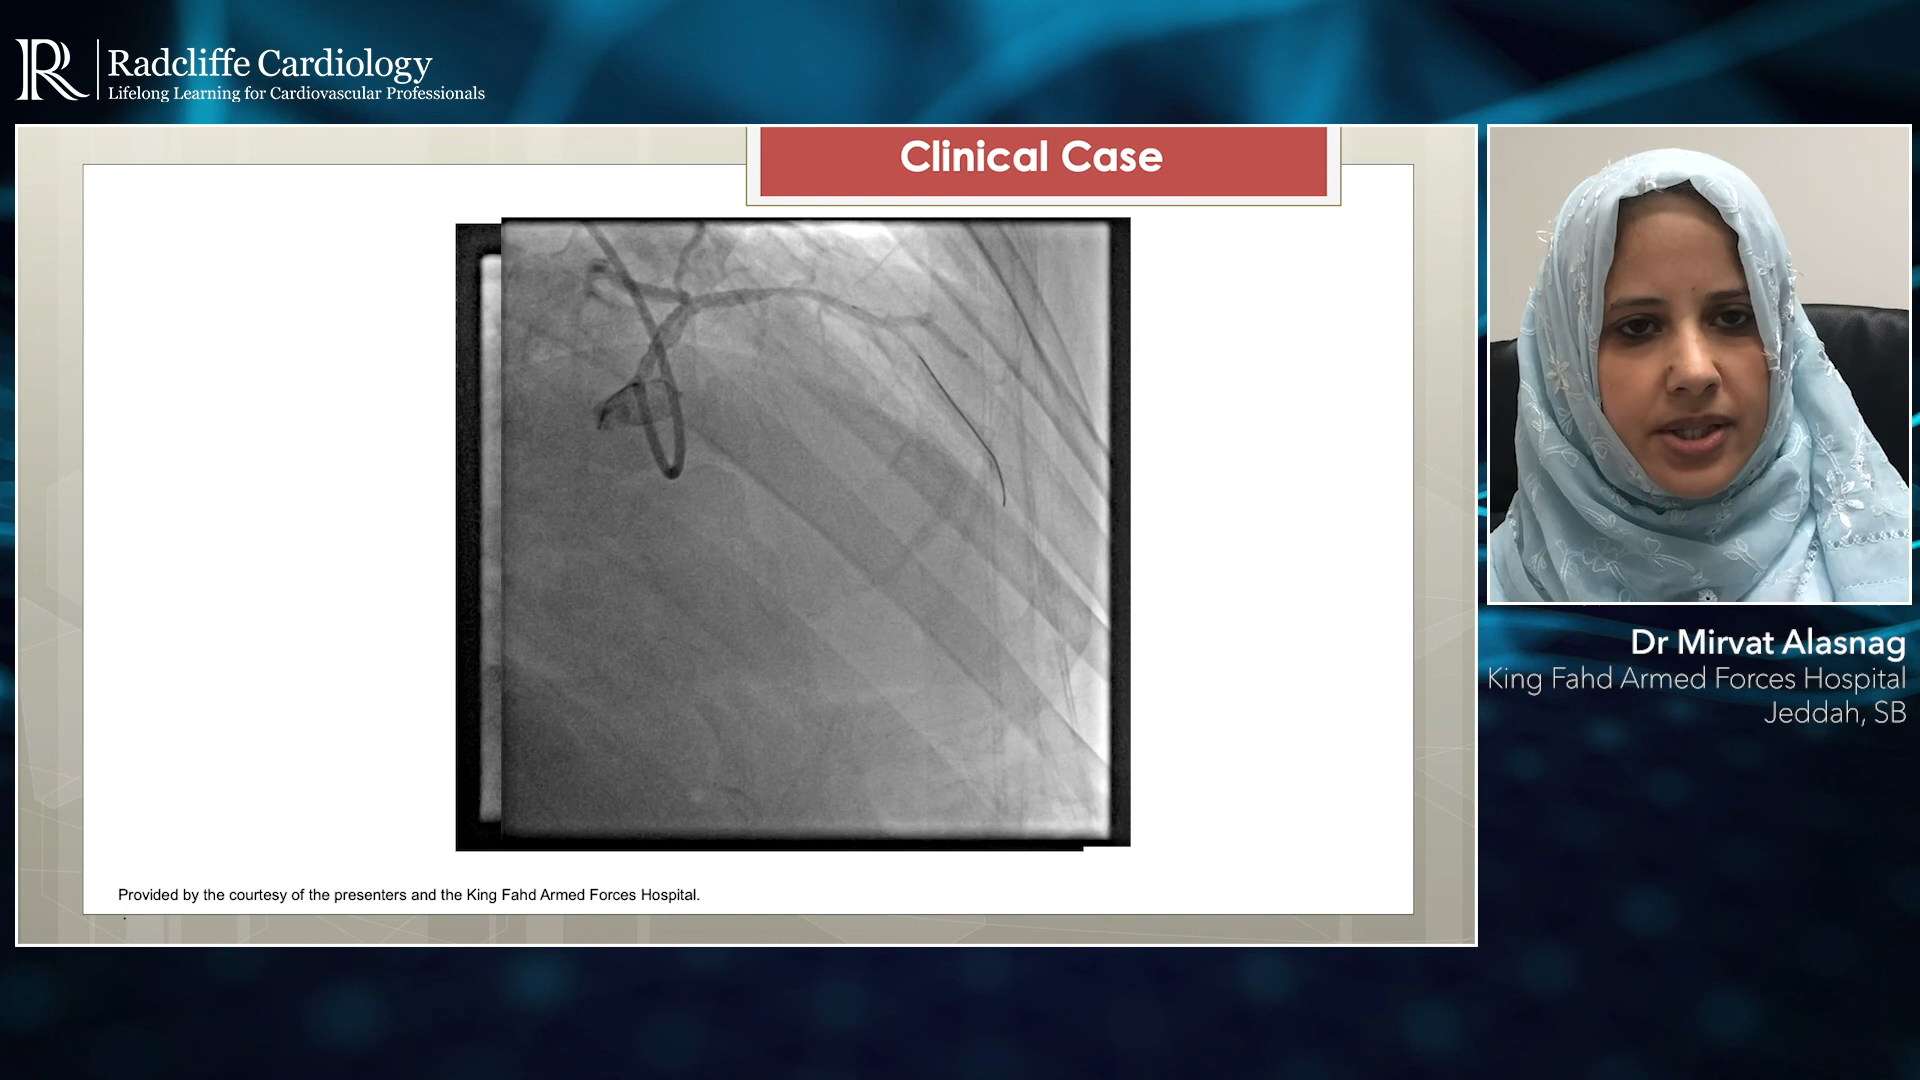 R
Radcliffe Cardiology
Lifelong Learning for Cardiovascular Professionals
Clinical Case
Provided by the courtesy of the presenters and the King Fahd Armed Forces Hospital.
Dr Mirvat Alasnag
King Fahd Armed Forces Hospital
Jeddah, SB